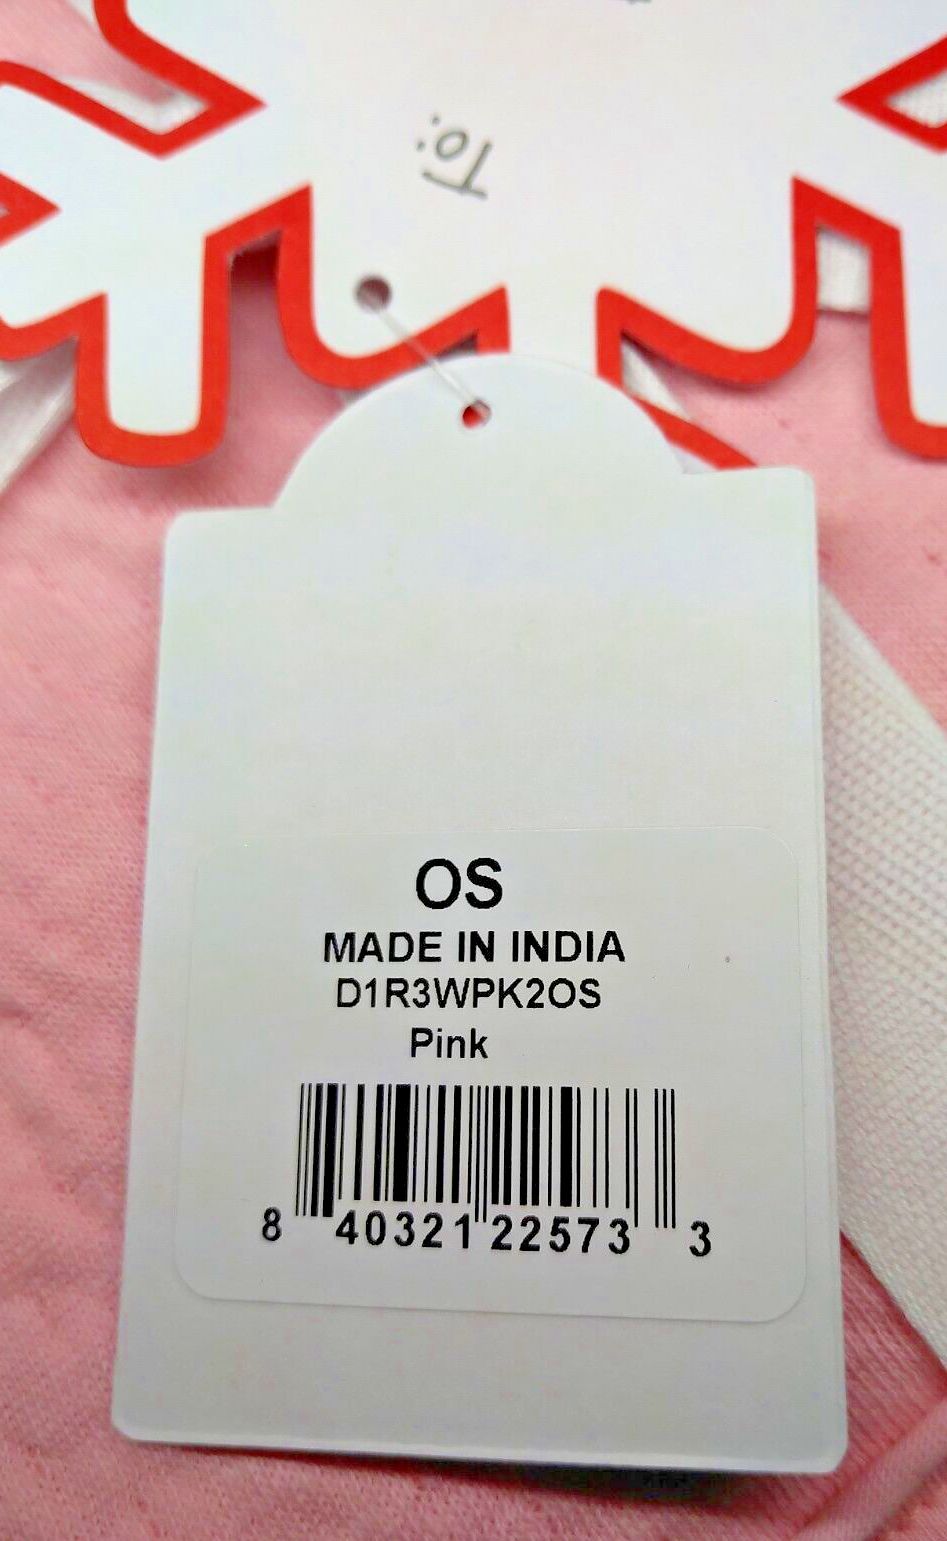 To:
OS
MADE IN INDIA
D1R3WPK2OS
Pink
8 40321 22573 3